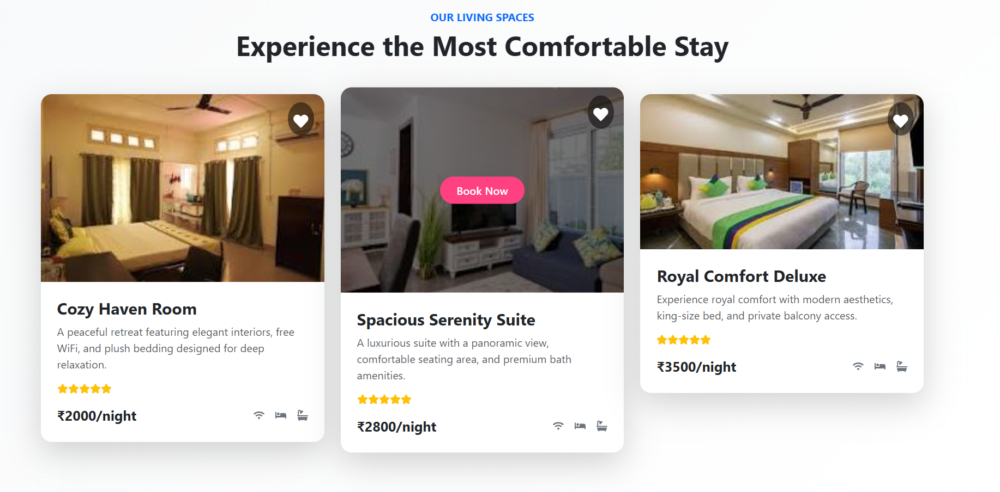 OUR LIVING SPACES
Experience the Most Comfortable Stay
Cozy Haven Room
A peaceful retreat featuring elegant interiors, free
WiFi, and plush bedding designed for deep
relaxation.
₹2000/night
Book Now
Spacious Serenity Suite
A luxurious suite with a panoramic view,
comfortable seating area, and premium bath
amenities.
₹2800/night
Royal Comfort Deluxe
Experience royal comfort with modern aesthetics,
king-size bed, and private balcony access.
₹3500/night